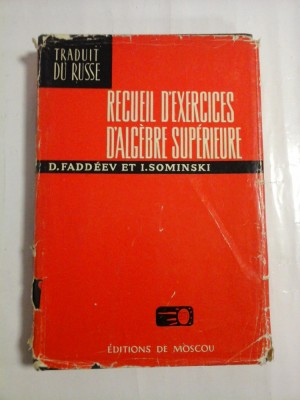 TRADUIT
DU RUSSE
RECUEIL D'EXERCICES
D'ALGÈBRE SUPÉRIEURE
D. FADDÉEV ET I. SOMINSKI
ÉDITIONS DE MOSCOU